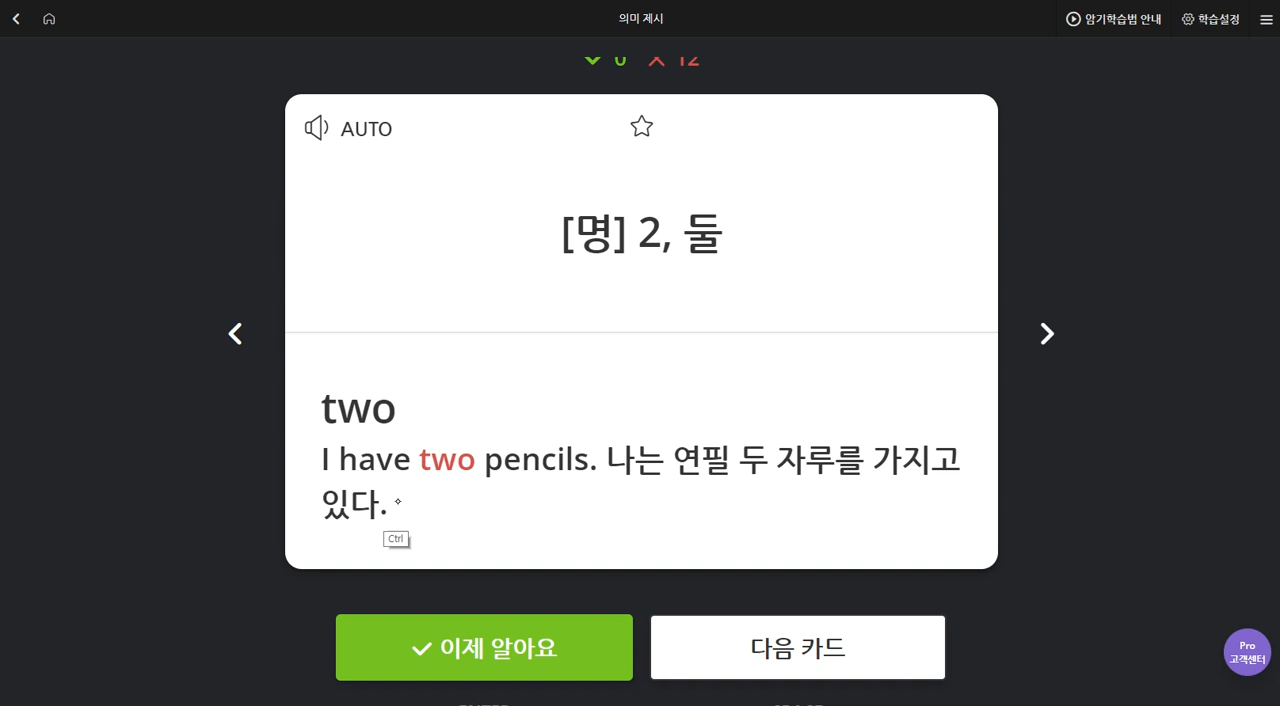 의미 제시
암기학습법 안내
학습설정
AUTO
[명] 2, 둘
two
I have two pencils. 나는 연필 두 자루를 가지고
있다.
Ctrl
이제 알아요
다음 카드
Pro
고객센터